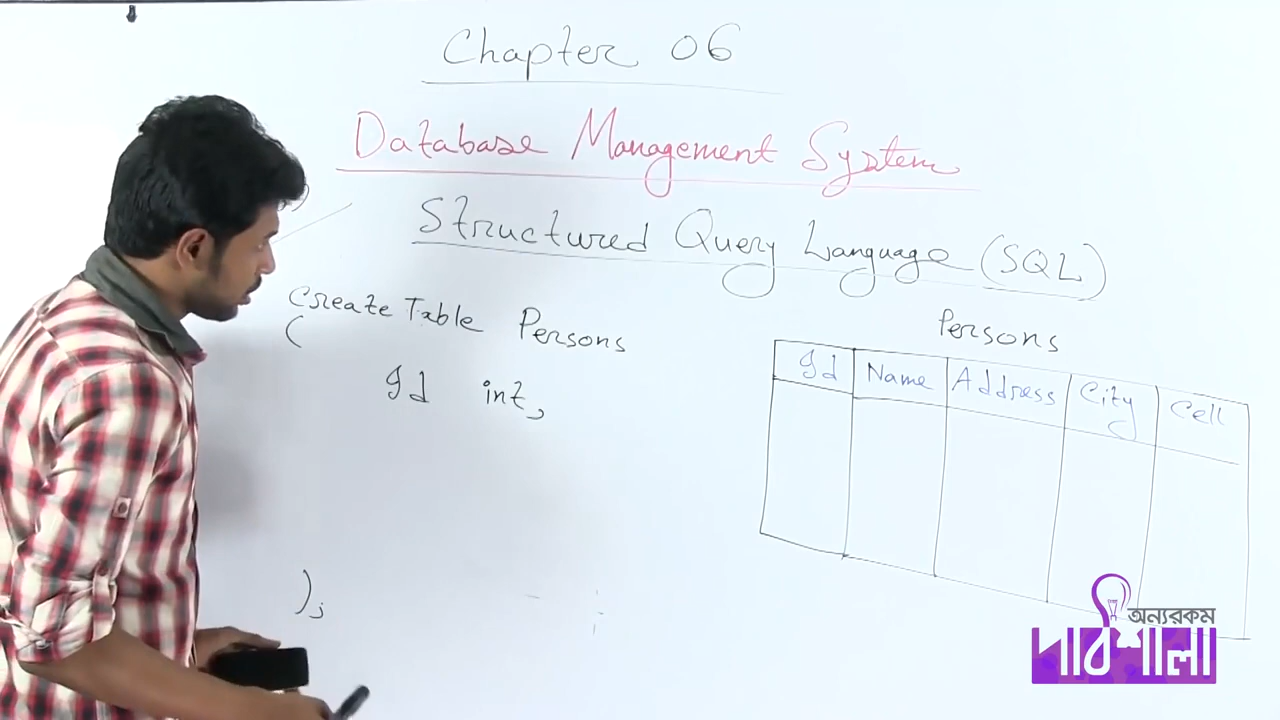 Chapter 06
Database Management System
Structured Query Language (SQL)
Create Table Persons
(
Id int,
);
Persons
Id Name Address City Cell
অন্যরকম
পাঠশালা